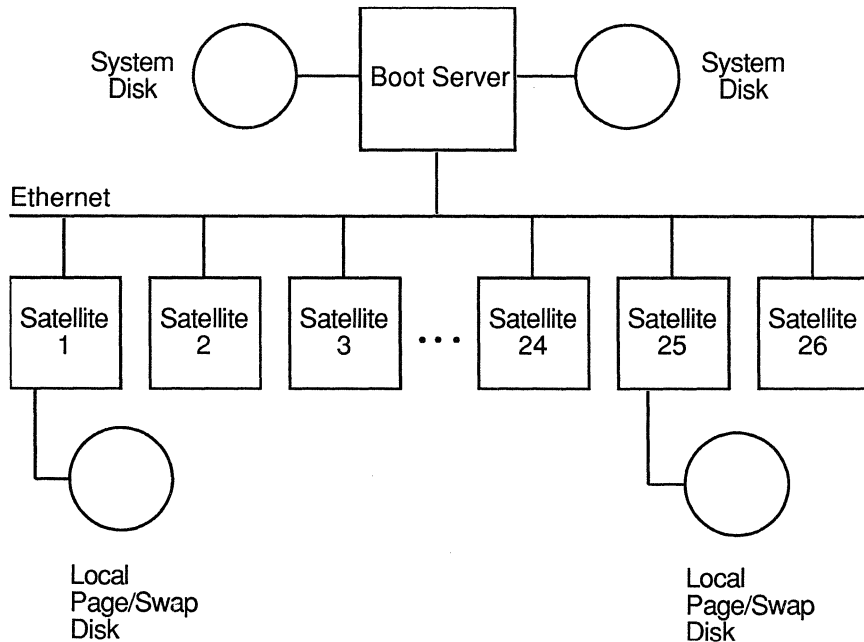 System
Disk
Boot Server
System
Disk
Ethernet
Satellite
1
Satellite
2
Satellite
3
...
Satellite
24
Satellite
25
Satellite
26
Local
Page/Swap
Disk
Local
Page/Swap
Disk